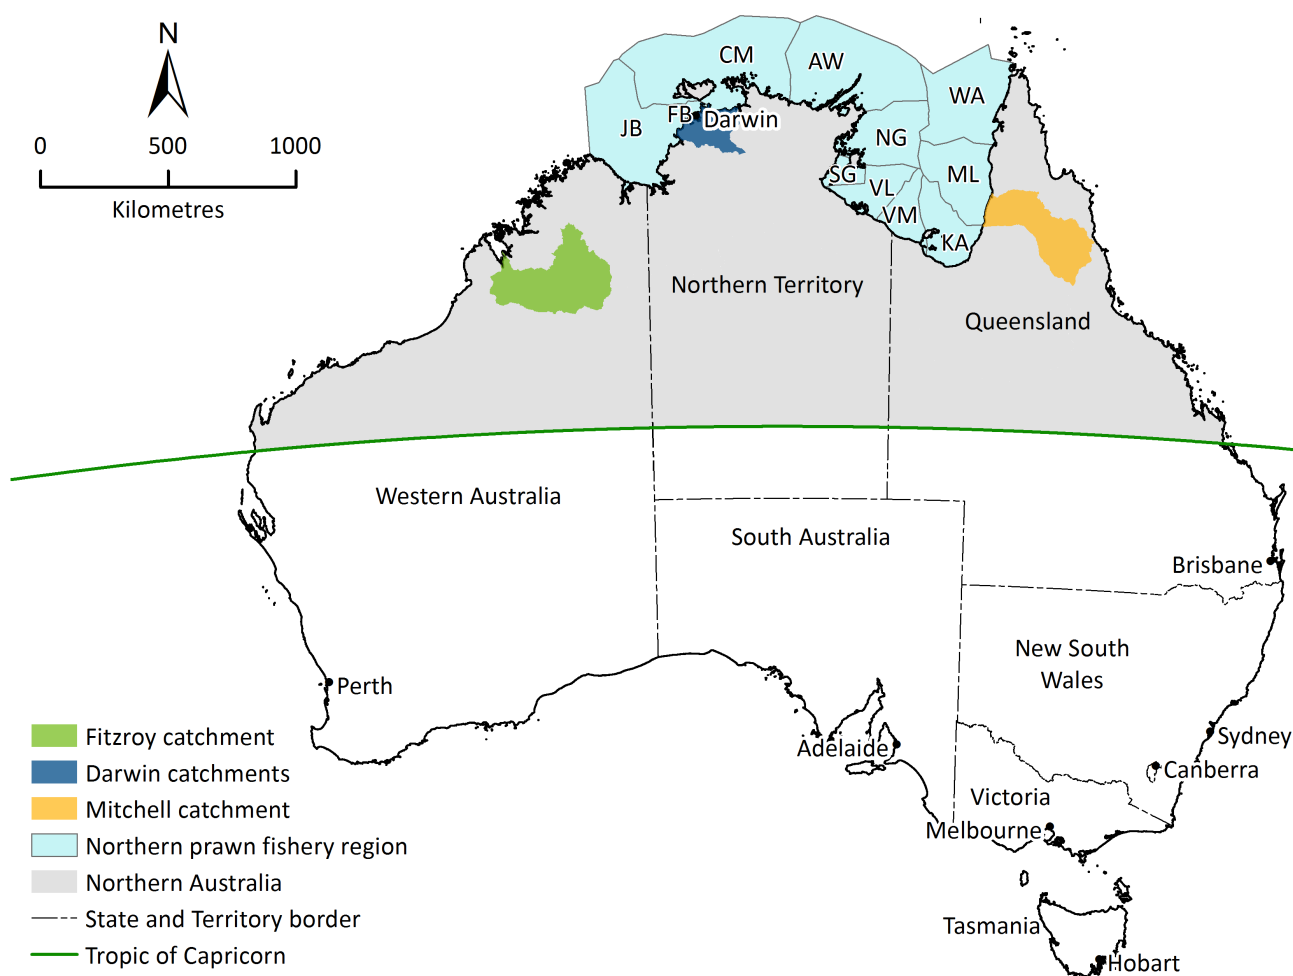 N
0 500 1000
Kilometres
CM
AW
WA
JB
FB
Darwin
NG
SG
VL
ML
VM
KA
Northern Territory
Queensland
Western Australia
South Australia
Brisbane
New South
Wales
Perth
Adelaide
Sydney
Canberra
Victoria
Melbourne
Tasmania
Hobart
Fitzroy catchment
Darwin catchments
Mitchell catchment
Northern prawn fishery region
Northern Australia
State and Territory border
Tropic of Capricorn